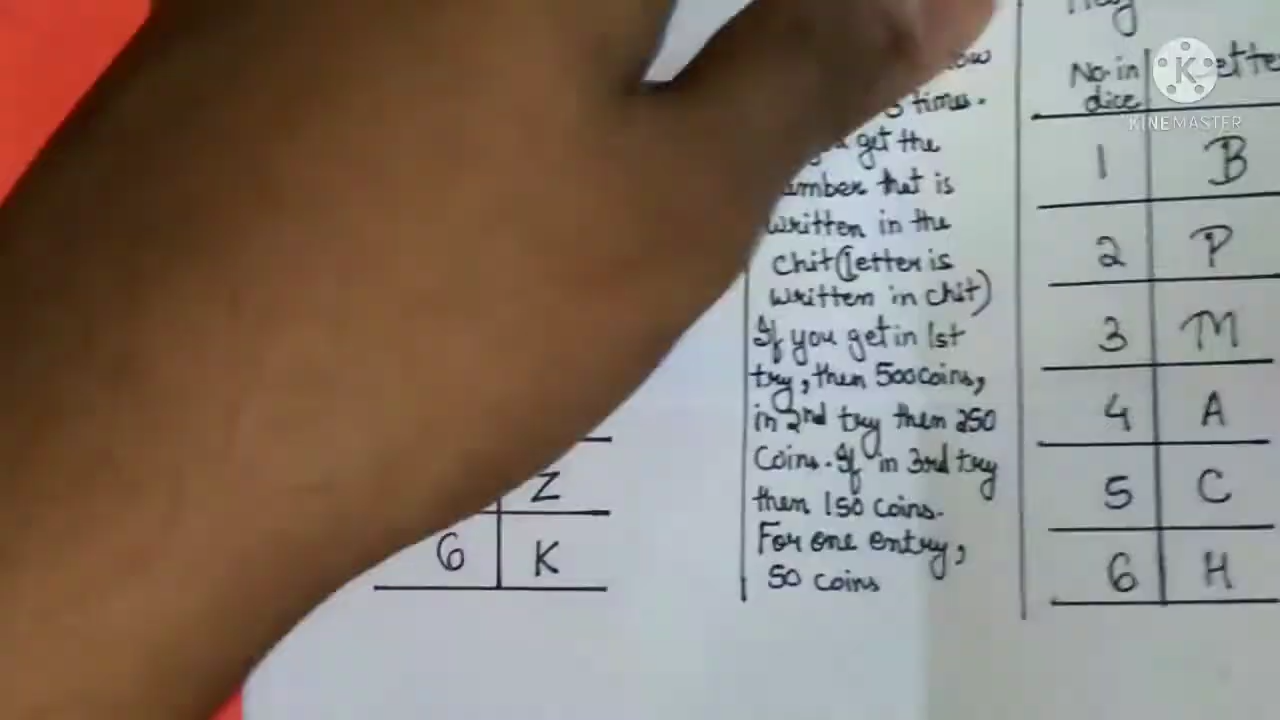 Z
6 K
times.
get the
number that is
written in the
chit (letter is
written in chit)
If you get in 1st
try, then 500 coins,
in 2nd try then 250
coins. If in 3rd try
then 150 coins.
For one entry,
50 coins
No. in
dice
1 B
2 P
3 M
4 A
5 C
6 H
K
KINEMASTER